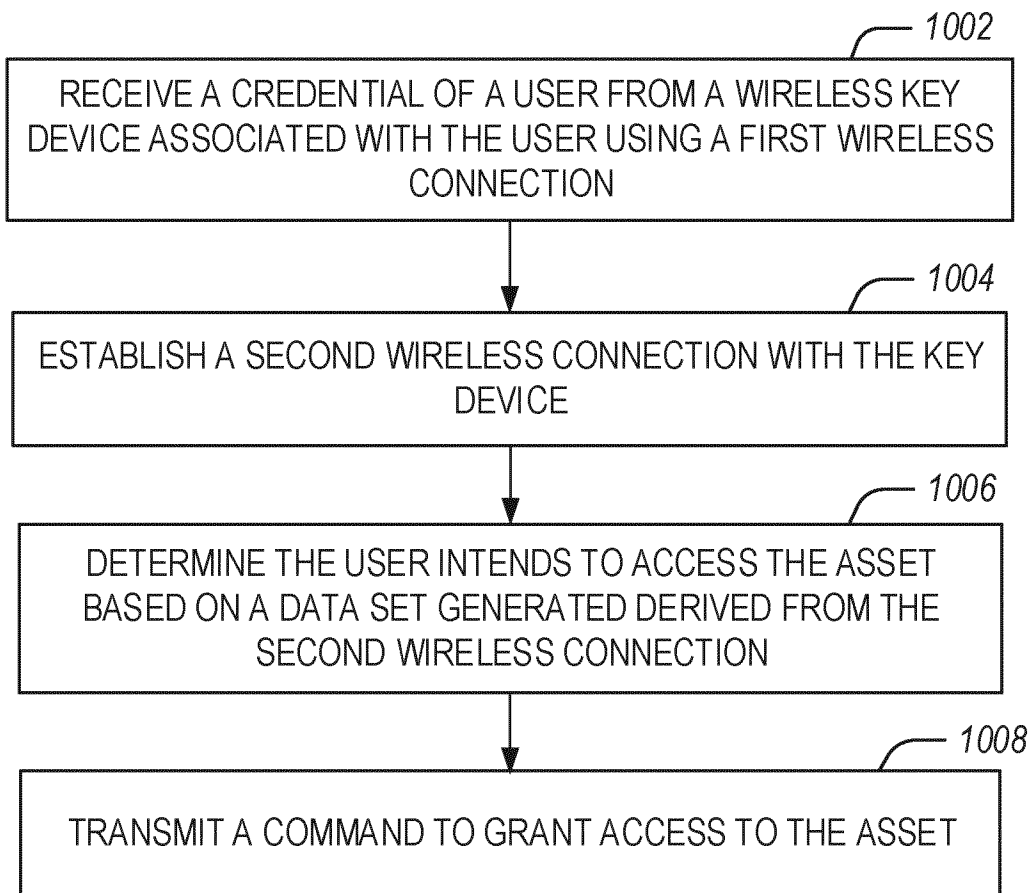 1002
RECEIVE A CREDENTIAL OF A USER FROM A WIRELESS KEY
DEVICE ASSOCIATED WITH THE USER USING A FIRST WIRELESS
CONNECTION
1004
ESTABLISH A SECOND WIRELESS CONNECTION WITH THE KEY
DEVICE
1006
DETERMINE THE USER INTENDS TO ACCESS THE ASSET
BASED ON A DATA SET GENERATED DERIVED FROM THE
SECOND WIRELESS CONNECTION
1008
TRANSMIT A COMMAND TO GRANT ACCESS TO THE ASSET